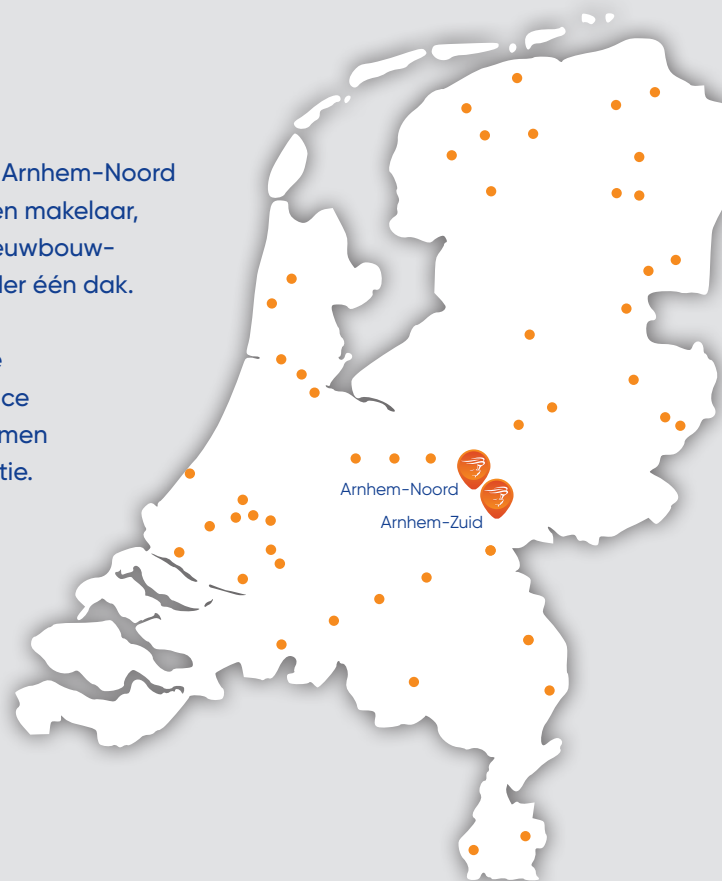 Arnhem-Noord
en makelaar,
euwbouw-
der één dak.
ce
men
tie.
Arnhem-Noord
Arnhem-Zuid